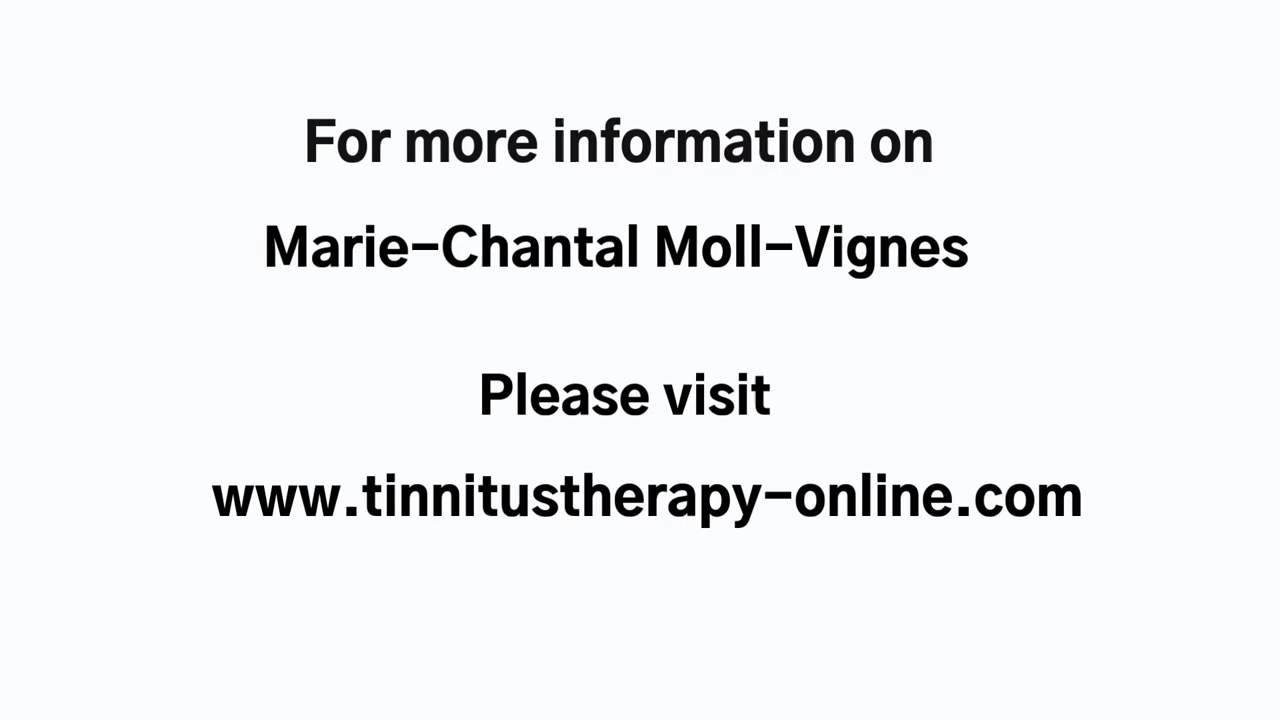 For more information on
Marie-Chantal Moll-Vignes
Please visit
www.tinnitustherapy-online.com